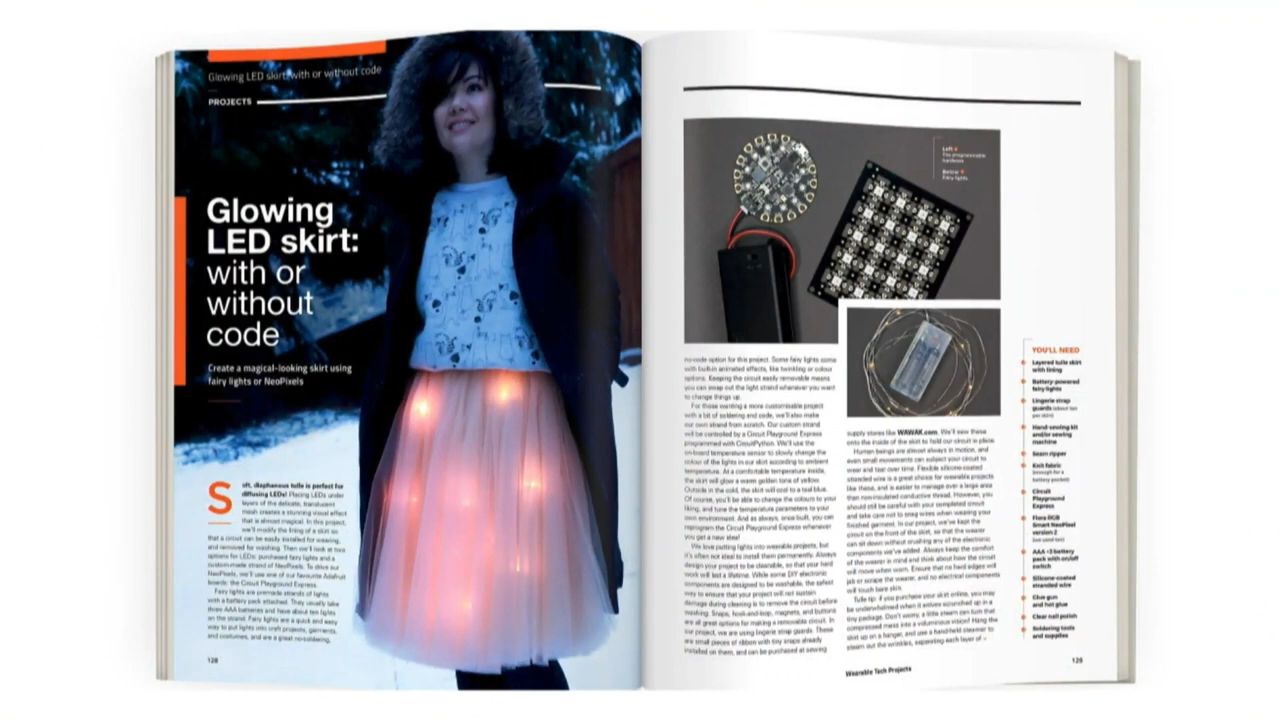 Glowing LED skirt: with or without code
PROJECTS
Glowing
LED skirt:
with or
without
code
Create a magical-looking skirt using
fairy lights or NeoPixels
Soft, diaphanous tulle is perfect for
diffusing LEDs! Placing LEDs under
layers of the delicate, translucent
mesh creates a stunning visual effect
that is almost magical. In this project,
we'll modify the lining of a skirt so
that a circuit can be easily installed for wearing,
and removed for washing. Then we'll look at two
options for LEDs: purchased fairy lights and a
custom-made strand of NeoPixels. To drive our
NeoPixels, we'll use one of our favourite Adafruit
boards: the Circuit Playground Express.
Fairy lights are premade strands of lights
with a battery pack attached. They usually take
three AAA batteries and have about ten lights
on the strand. Fairy lights are a quick and easy
way to put lights into craft projects, garments,
and costumes, and are a great no-soldering,
128
Left
The programmable
hardware
Below
Fairy lights
no-code option for this project. Some fairy lights come
with built-in animated effects, like twinkling or colour
options. Keeping the circuit easily removable means
you can swap out the light strand whenever you want
to change things up.
For those wanting a more customisable project
with a bit of soldering and code, we'll also make
our own strand from scratch. Our custom strand
will be controlled by a Circuit Playground Express
programmed with CircuitPython. We'll use the
on-board temperature sensor to slowly change the
colour of the lights in our skirt according to ambient
temperature. At a comfortable temperature inside,
the skirt will glow a warm golden tone of yellow.
Outside in the cold, the skirt will cool to a teal blue.
Of course, you'll be able to change the colours to your
liking, and tune the temperature parameters to your
own environment. And as always, once built, you can
reprogram the Circuit Playground Express whenever
you get a new idea!
We love putting lights into wearable projects, but
it's often not ideal to install them permanently. Always
design your project to be cleanable, so that your hard
work will last a lifetime. While some DIY electronic
components are designed to be washable, the safest
way to ensure that your project will not sustain
damage during cleaning is to remove the circuit before
washing. Snaps, hook-and-loop, magnets, and buttons
are all great options for making a removable circuit. In
our project, we are using lingerie strap guards. These
are small pieces of ribbon with tiny snaps already
installed on them, and can be purchased at sewing
supply stores like WAWAK.com. We'll sew these
onto the inside of the skirt to hold our circuit in place.
Human beings are almost always in motion, and
even small movements can subject your circuit to
wear and tear over time. Flexible silicone-coated
stranded wire is a great choice for wearable projects
like these, and is easier to manage over a large area
than non-insulated conductive thread. However, you
should still be careful with your completed circuit
and take care not to snag wires when wearing your
finished garment. In our project, we've kept the
circuit on the front of the skirt, so that the wearer
can sit down without crushing any of the electronic
components we've added. Always keep the comfort
of the wearer in mind and think about how the circuit
will move when worn. Ensure that no hard edges will
jab or scrape the wearer, and no electrical components
will touch bare skin.
Tulle tip: if you purchase your skirt online, you may
be underwhelmed when it arrives scrunched up in a
tiny package. Don't worry, a little steam can turn that
compressed mass into a voluminous vision! Hang the
skirt up on a hanger, and use a hand-held steamer to
steam out the wrinkles, separating each layer of
YOU'LL NEED
Layered tulle skirt
with lining
Battery-powered
fairy lights
Lingerie strap
guards (about ten
per skirt)
Hand-sewing kit
and/or sewing
machine
Seam ripper
Knit fabric
(enough for a
battery pocket)
Circuit
Playground
Express
Flora RGB
Smart NeoPixel
version 2
(we used ten)
AAA ×3 battery
pack with on/off
switch
Silicone-coated
stranded wire
Glue gun
and hot glue
Clear nail polish
Soldering tools
and supplies
Wearable Tech Projects
129